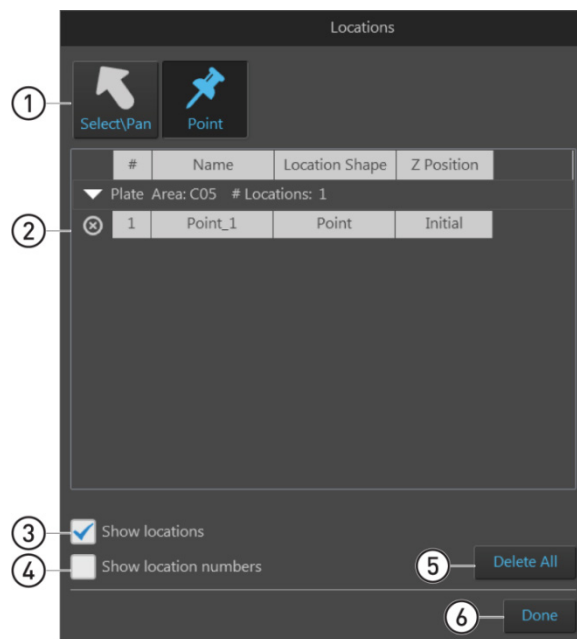 Locations
1
Select\Pan Point
# Name Location Shape Z Position
Plate Area: C05 # Locations: 1
2
1 Point_1 Point Initial
3
Show locations
4
Show location numbers
5
Delete All
6
Done